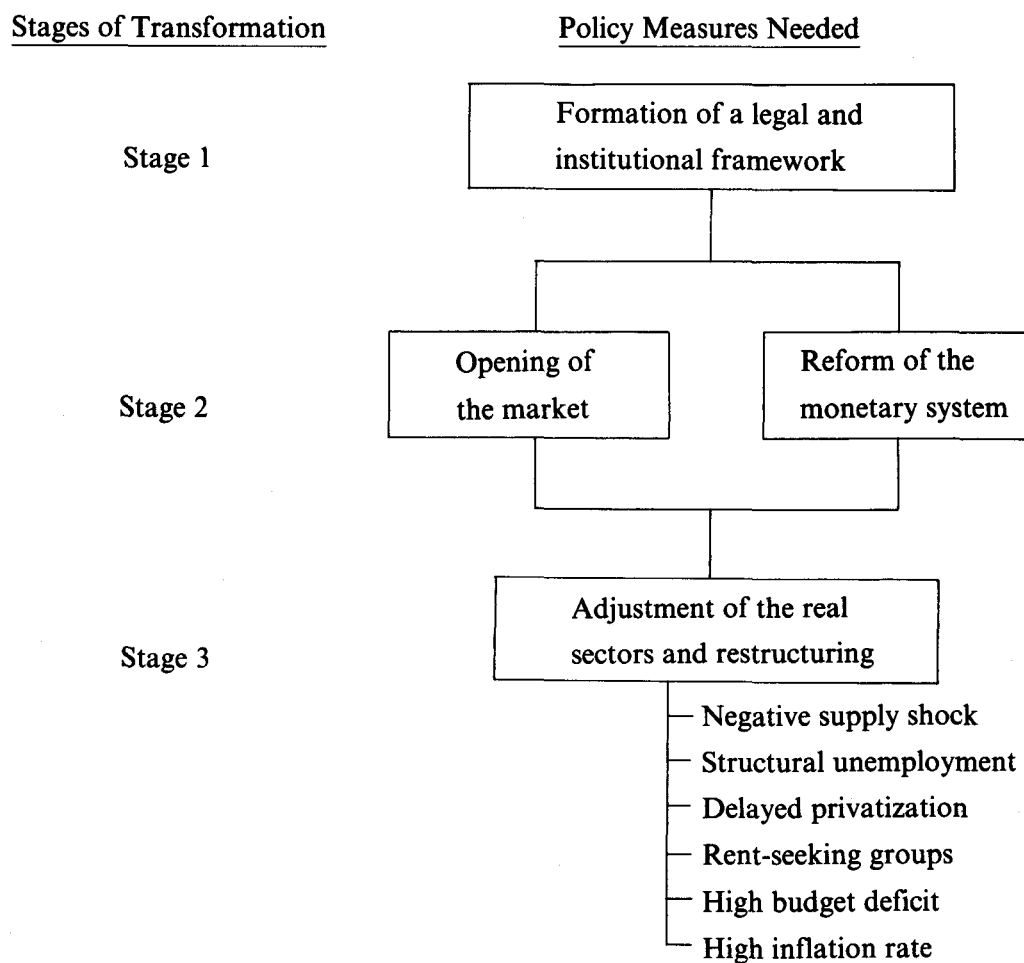 Stages of Transformation
Policy Measures Needed
Stage 1
Formation of a legal and
institutional framework
Stage 2
Opening of
the market
Reform of the
monetary system
Stage 3
Adjustment of the real
sectors and restructuring
Negative supply shock
Structural unemployment
Delayed privatization
Rent-seeking groups
High budget deficit
High inflation rate